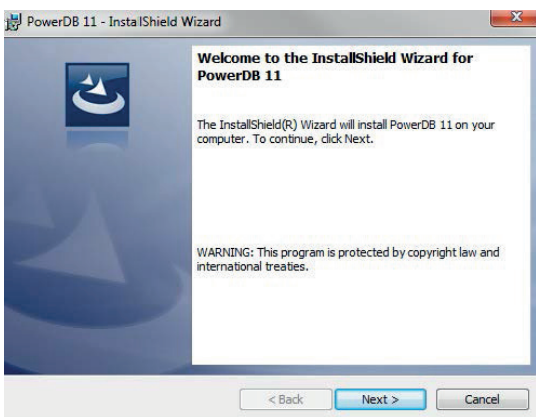 PowerDB 11 - InstallShield Wizard
Welcome to the InstallShield Wizard for
PowerDB 11
The InstallShield(R) Wizard will install PowerDB 11 on your
computer. To continue, click Next.
WARNING: This program is protected by copyright law and
international treaties.
< Back
Next >
Cancel